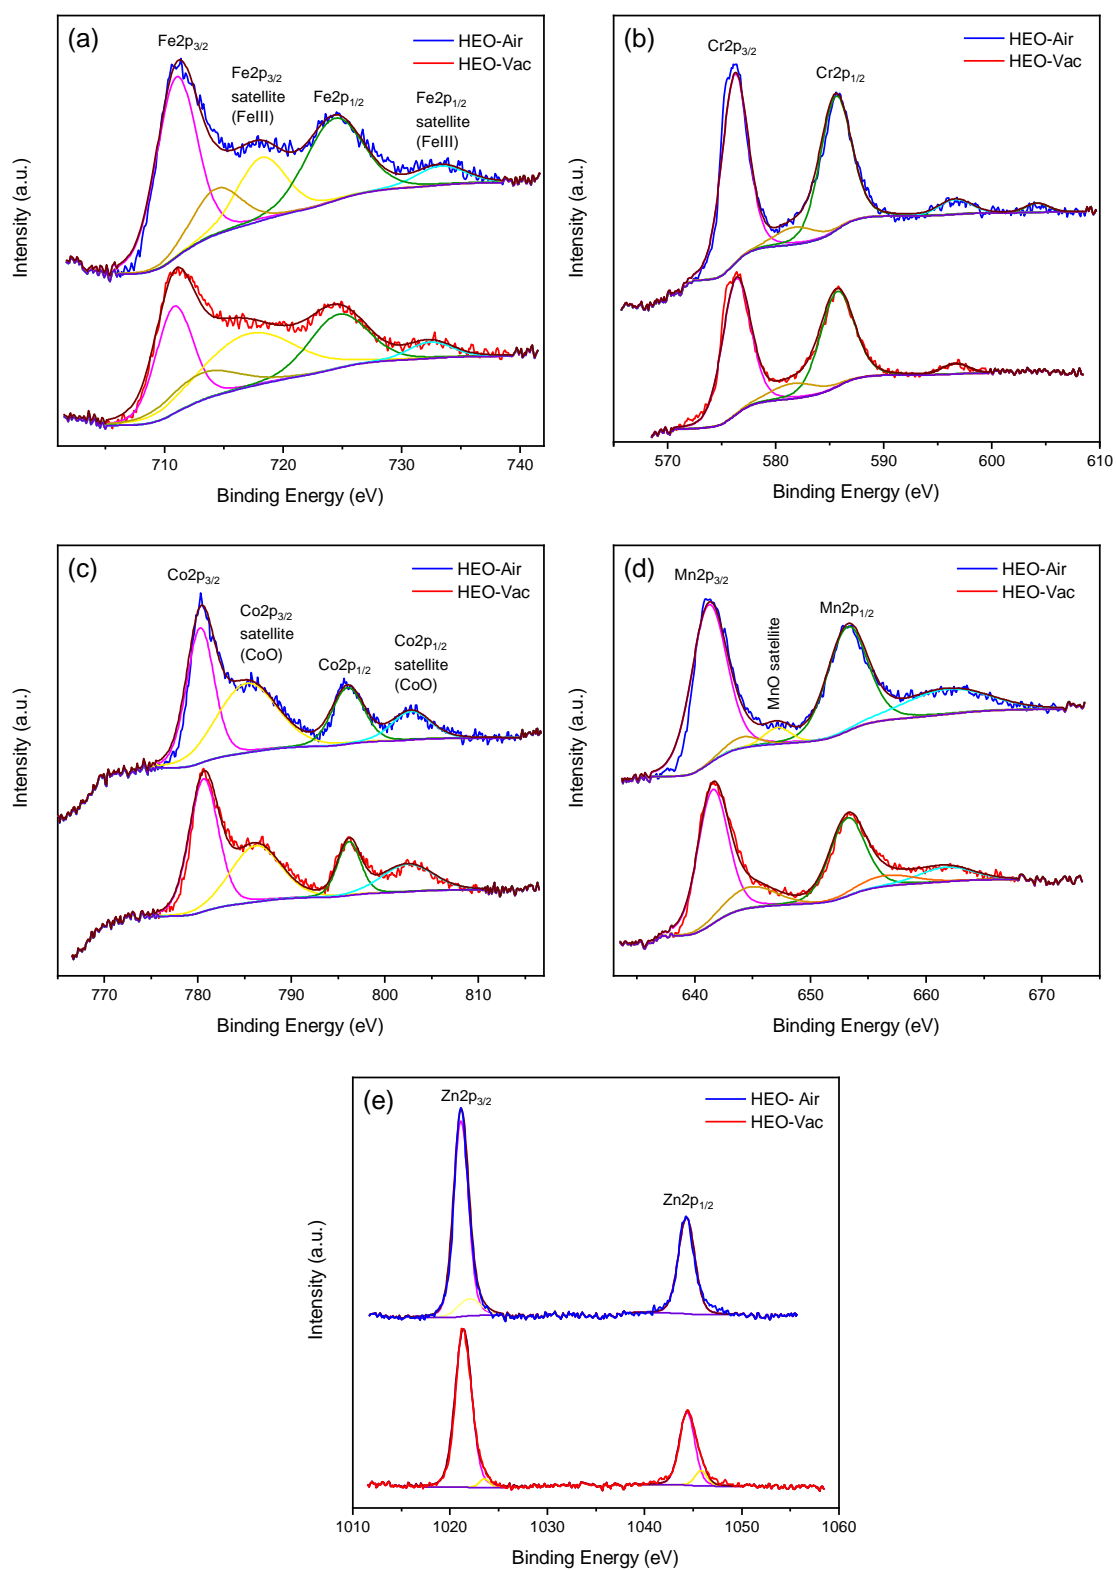 (a)
Fe2p3/2
HEO-Air
HEO-Vac
Fe2p3/2
satellite
(FeIII)
Fe2p1/2
Fe2p1/2
satellite
(FeIII)
Intensity (a.u.)
710 720 730 740
Binding Energy (eV)
(b)
Cr2p3/2
HEO-Air
HEO-Vac
Cr2p1/2
Intensity (a.u.)
570 580 590 600 610
Binding Energy (eV)
(c)
Co2p3/2
HEO-Air
HEO-Vac
Co2p3/2
satellite
(CoO)
Co2p1/2
Co2p1/2
satellite
(CoO)
Intensity (a.u.)
770 780 790 800 810
Binding Energy (eV)
(d)
Mn2p3/2
HEO-Air
HEO-Vac
MnO satellite
Mn2p1/2
Intensity (a.u.)
640 650 660 670
Binding Energy (eV)
(e)
Zn2p3/2
HEO- Air
HEO-Vac
Zn2p1/2
Intensity (a.u.)
1010 1020 1030 1040 1050 1060
Binding Energy (eV)